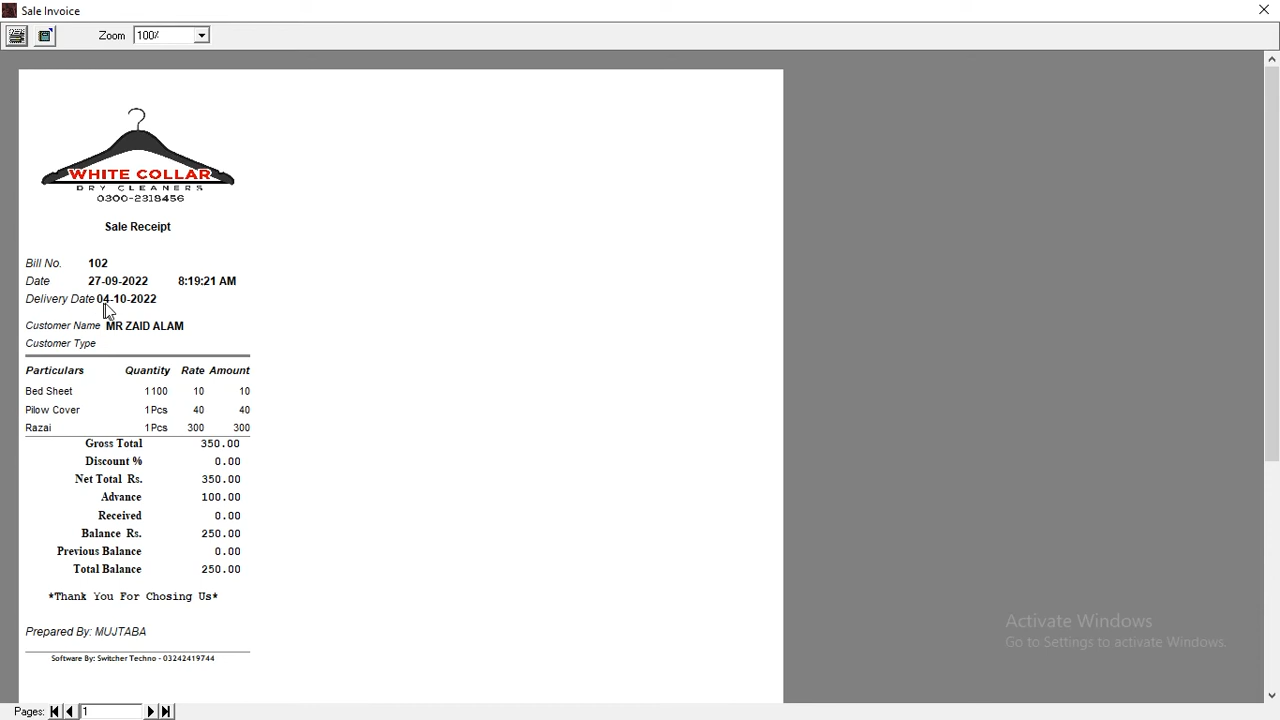 Sale Invoice
Zoom 100%
WHITE COLLAR
DRY CLEANERS
0300-2318456
Sale Receipt
Bill No. 102
Date 27-09-2022 8:19:21 AM
Delivery Date 04-10-2022
Customer Name MR ZAID ALAM
Customer Type
Particulars Quantity Rate Amount
Bed Sheet 1100 10 10
Pilow Cover 1Pcs 40 40
Razai 1Pcs 300 300
Gross Total 350.00
Discount % 0.00
Net Total Rs. 350.00
Advance 100.00
Received 0.00
Balance Rs. 250.00
Previous Balance 0.00
Total Balance 250.00
*Thank You For Chosing Us*
Prepared By: MUJTABA
Software By: Switcher Techno - 03242419744
Activate Windows
Go to Settings to activate Windows.
Pages: 1